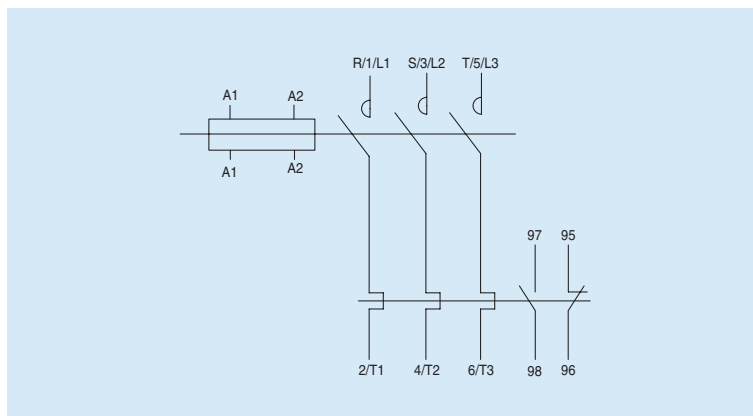 R/1/L1 S/3/L2 T/5/L3
A1 A2
A1 A2
97 95
2/T1 4/T2 6/T3 98 96